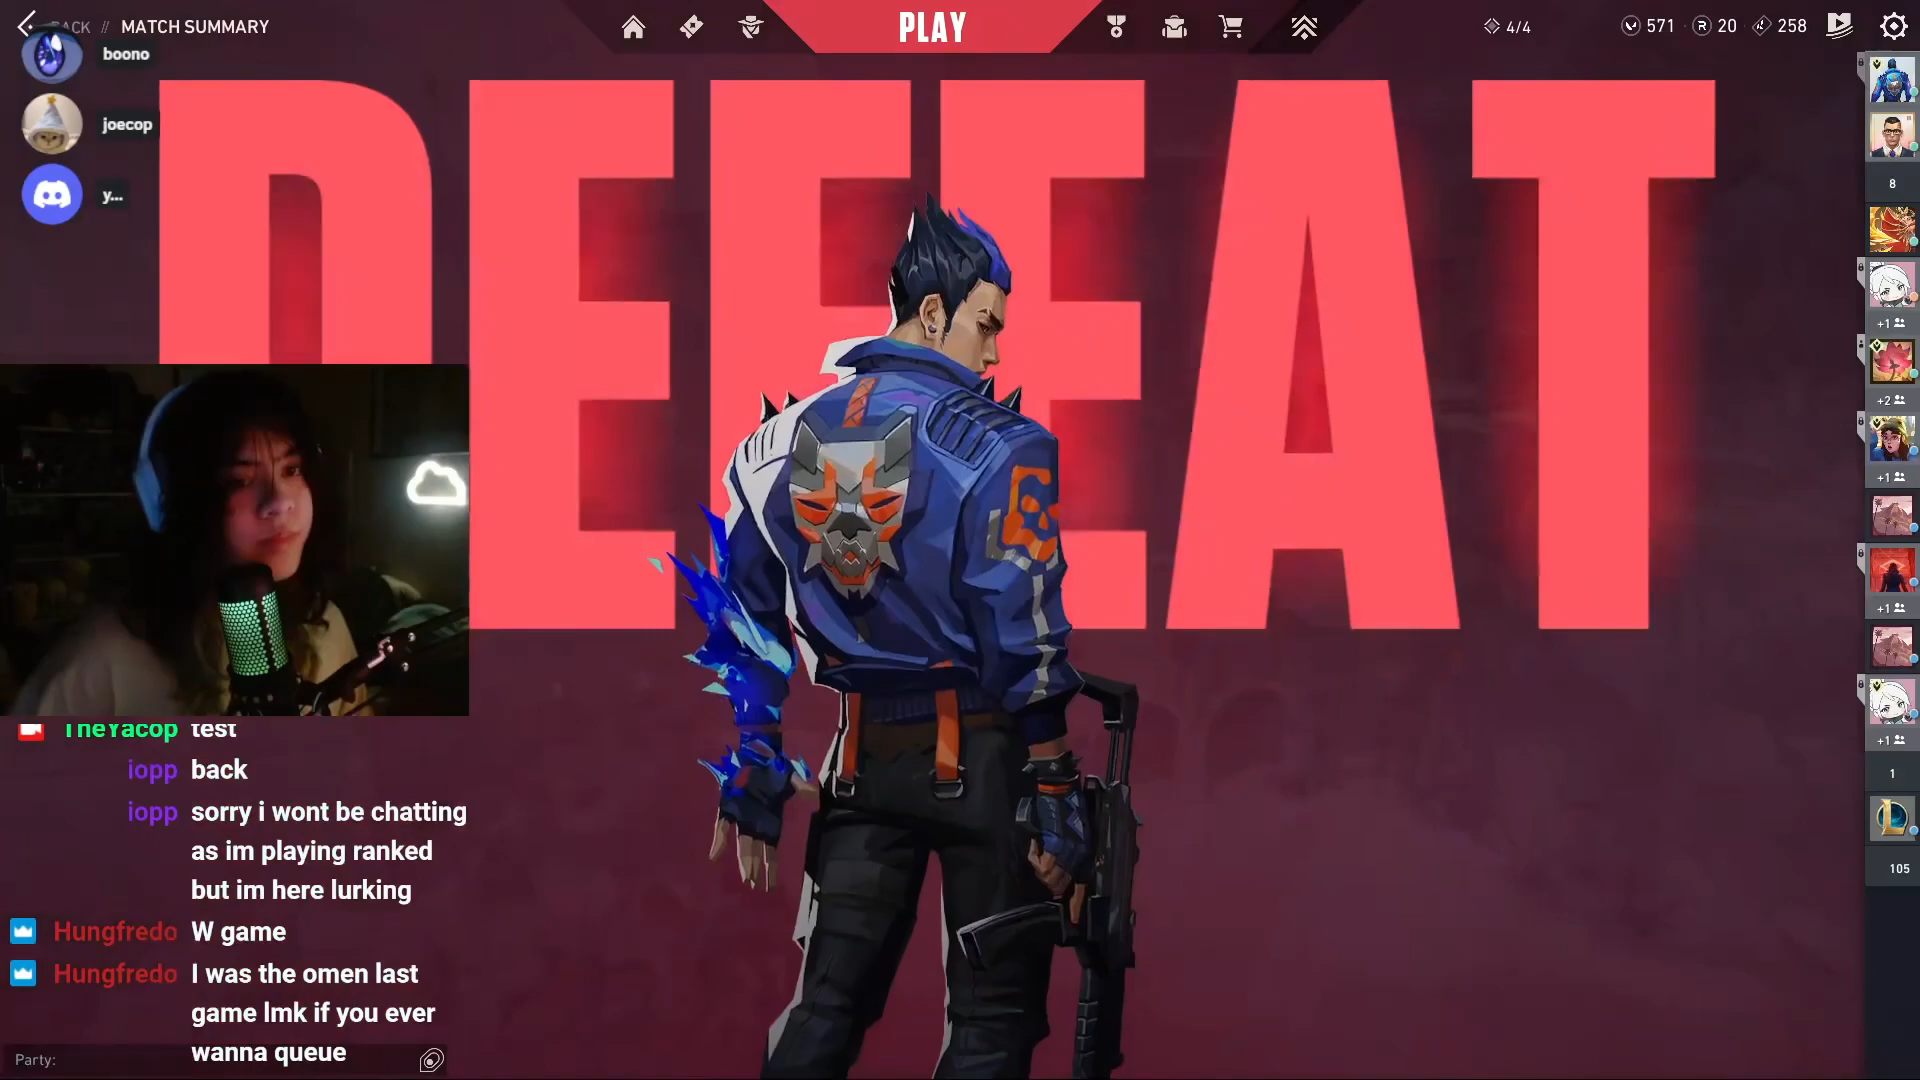 BACK // MATCH SUMMARY
PLAY
4/4
571
R 20
258
boono
joecop
y...
DEFEAT
8
+1
+2
+1
+1
+1
1
105
TheYacop test
iopp back
iopp sorry i wont be chatting
as im playing ranked
but im here lurking
Hungfredo W game
Hungfredo I was the omen last
game lmk if you ever
wanna queue
Party: